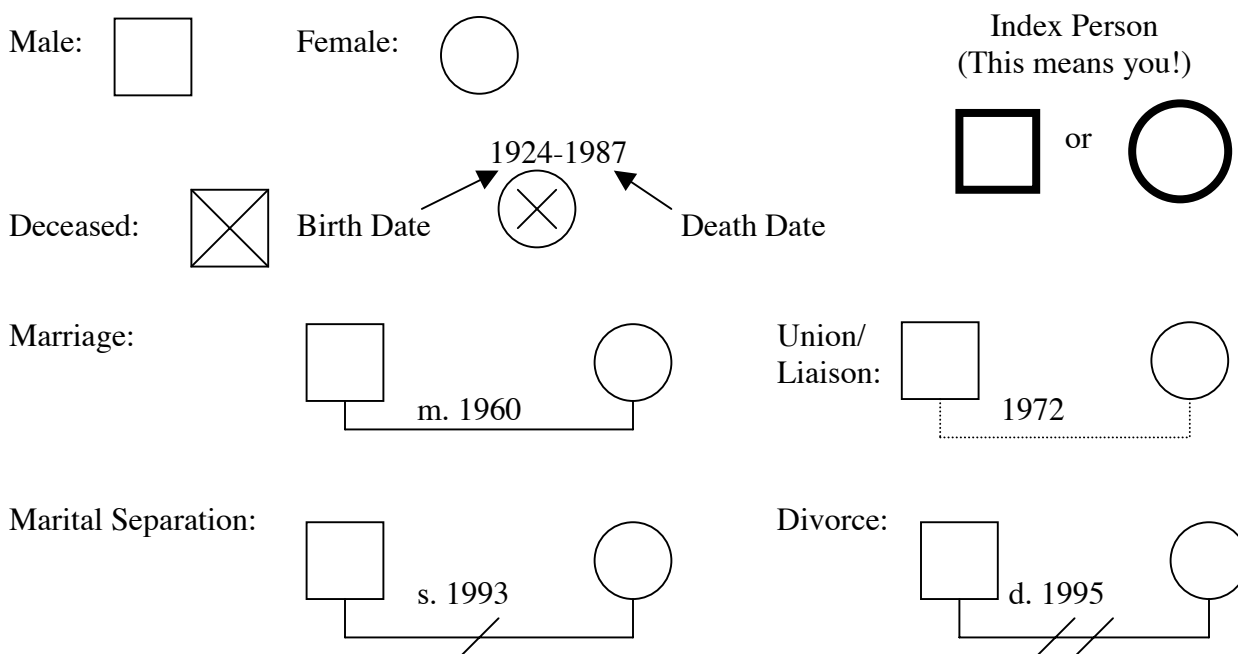 Male:
Female:
Index Person
(This means you!)
or
1924-1987
Deceased:
Birth Date
Death Date
Marriage:
m. 1960
Union/
Liaison:
1972
Marital Separation:
s. 1993
Divorce:
d. 1995